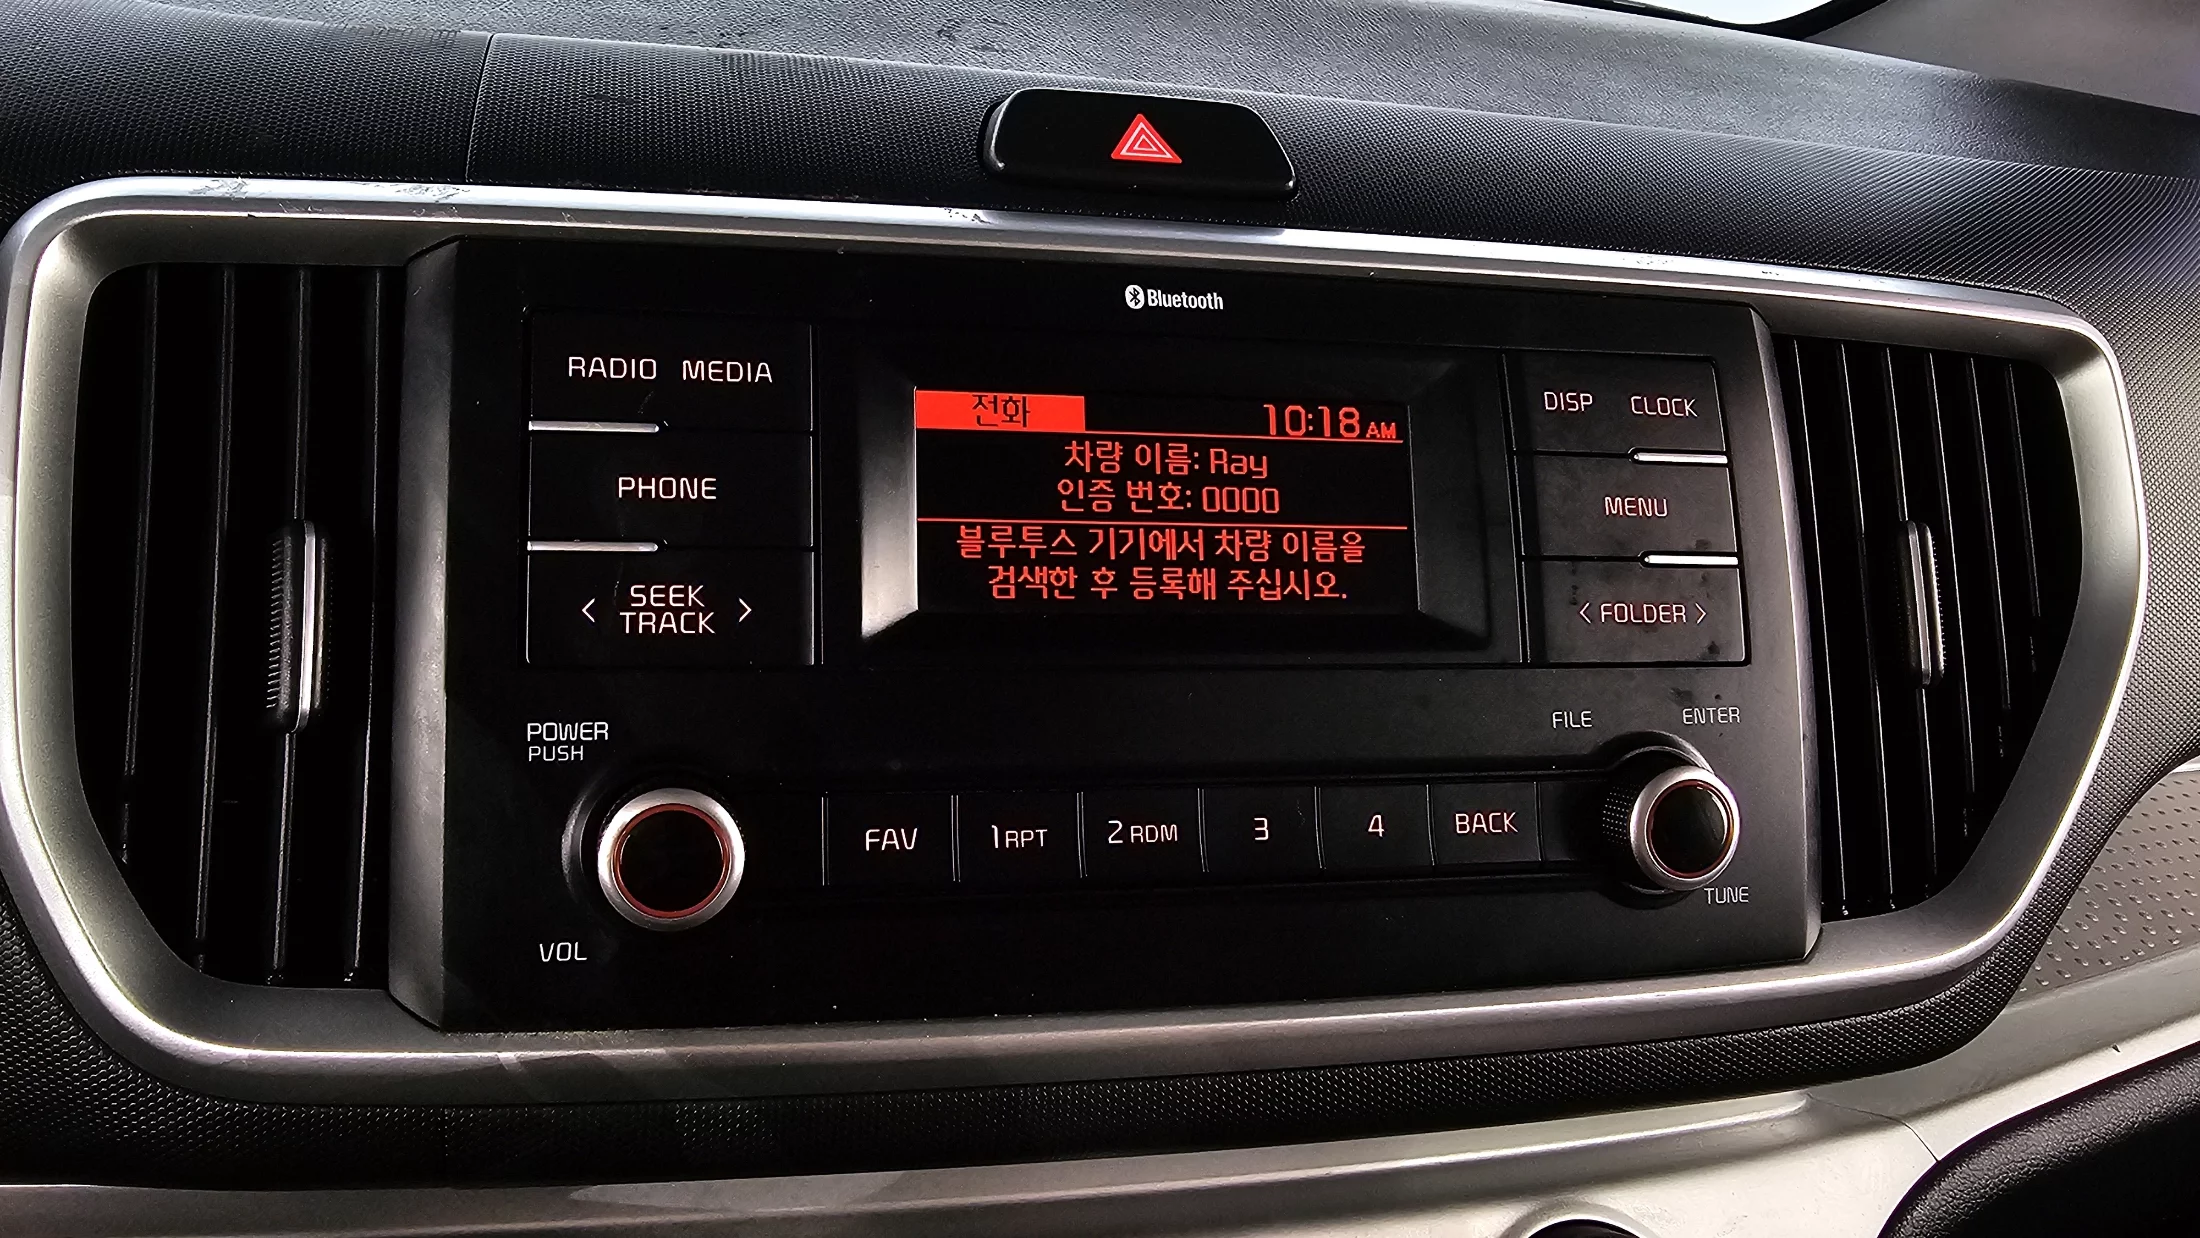 Bluetooth
RADIO MEDIA
PHONE
< SEEK TRACK >
전화 10:18 AM
차량 이름: Ray
인증 번호: 0000
블루투스 기기에서 차량 이름을
검색한 후 등록해 주십시오.
DISP CLOCK
MENU
< FOLDER >
POWER
PUSH
VOL
FAV 1 RPT 2 RDM 3 4 BACK
FILE ENTER
TUNE